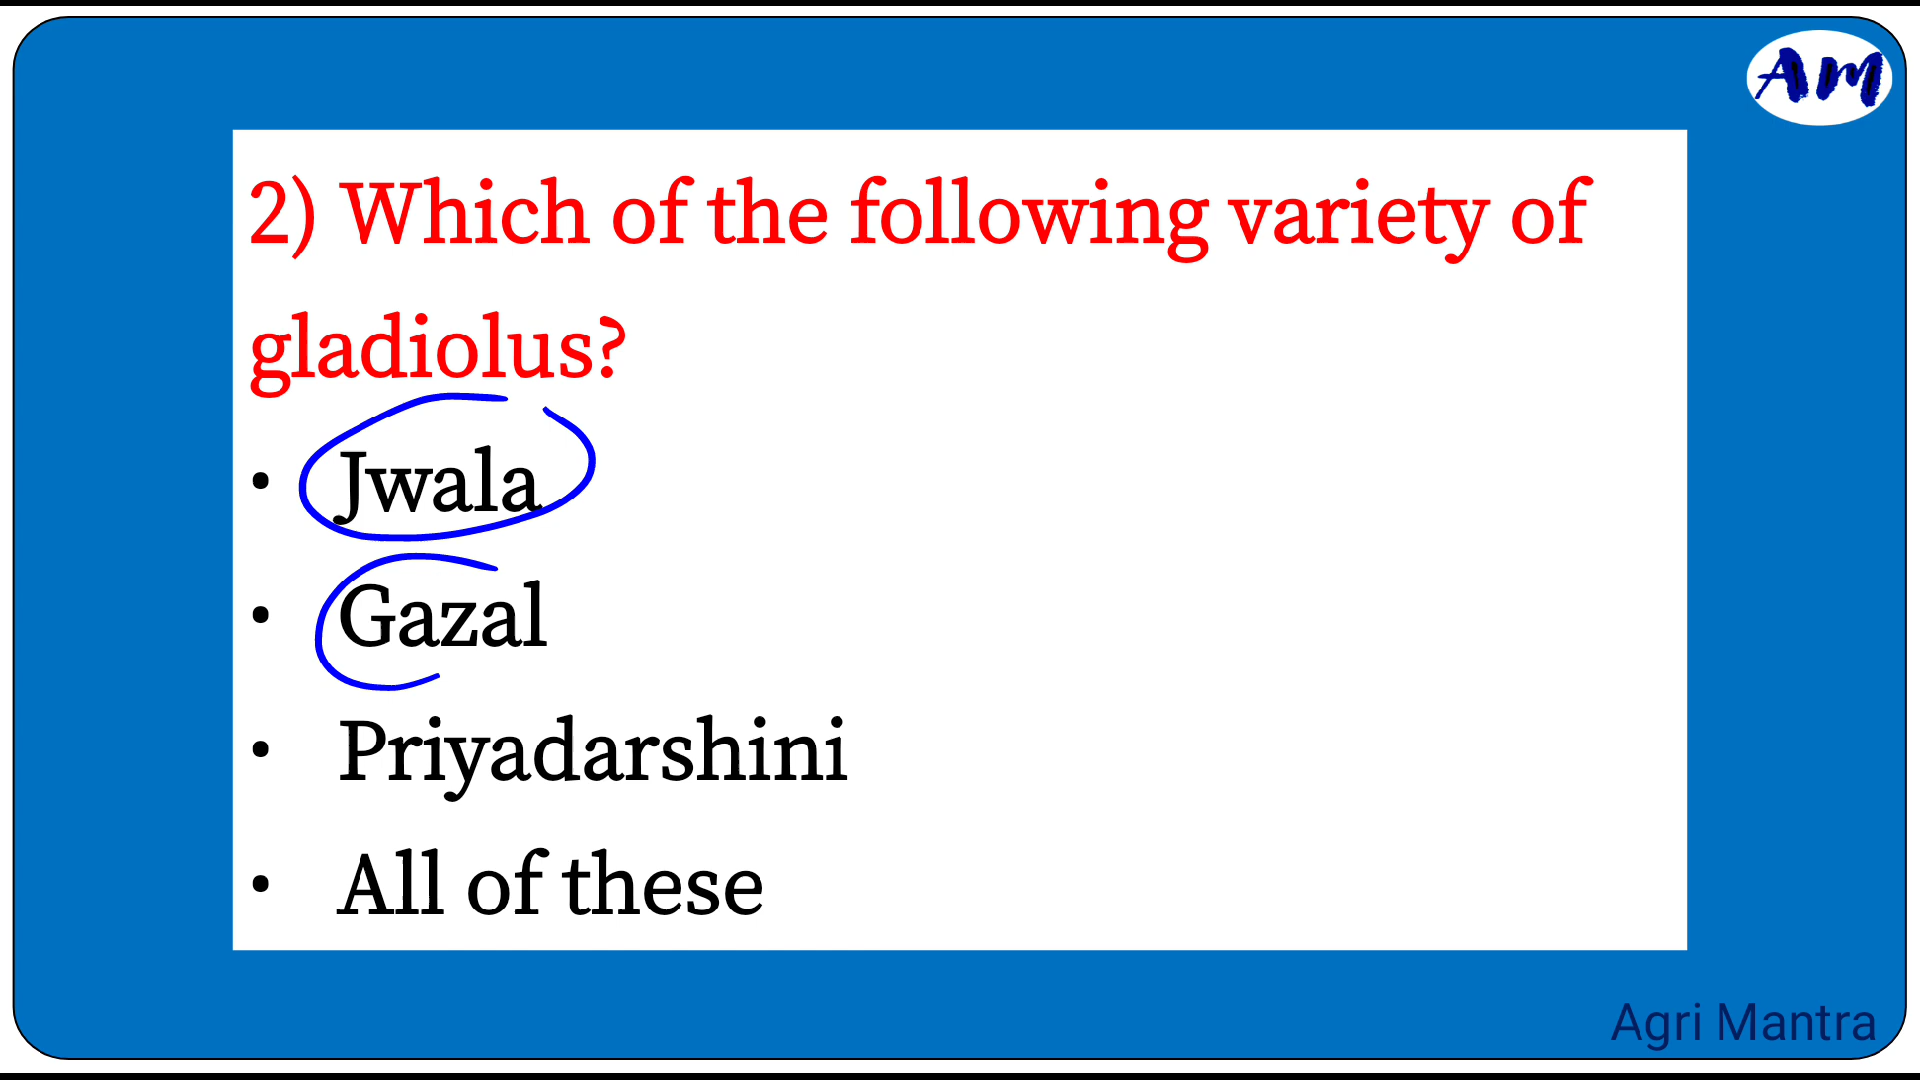 AM
2) Which of the following variety of
gladiolus?
• Jwala
• Gazal
• Priyadarshini
• All of these
Agri Mantra